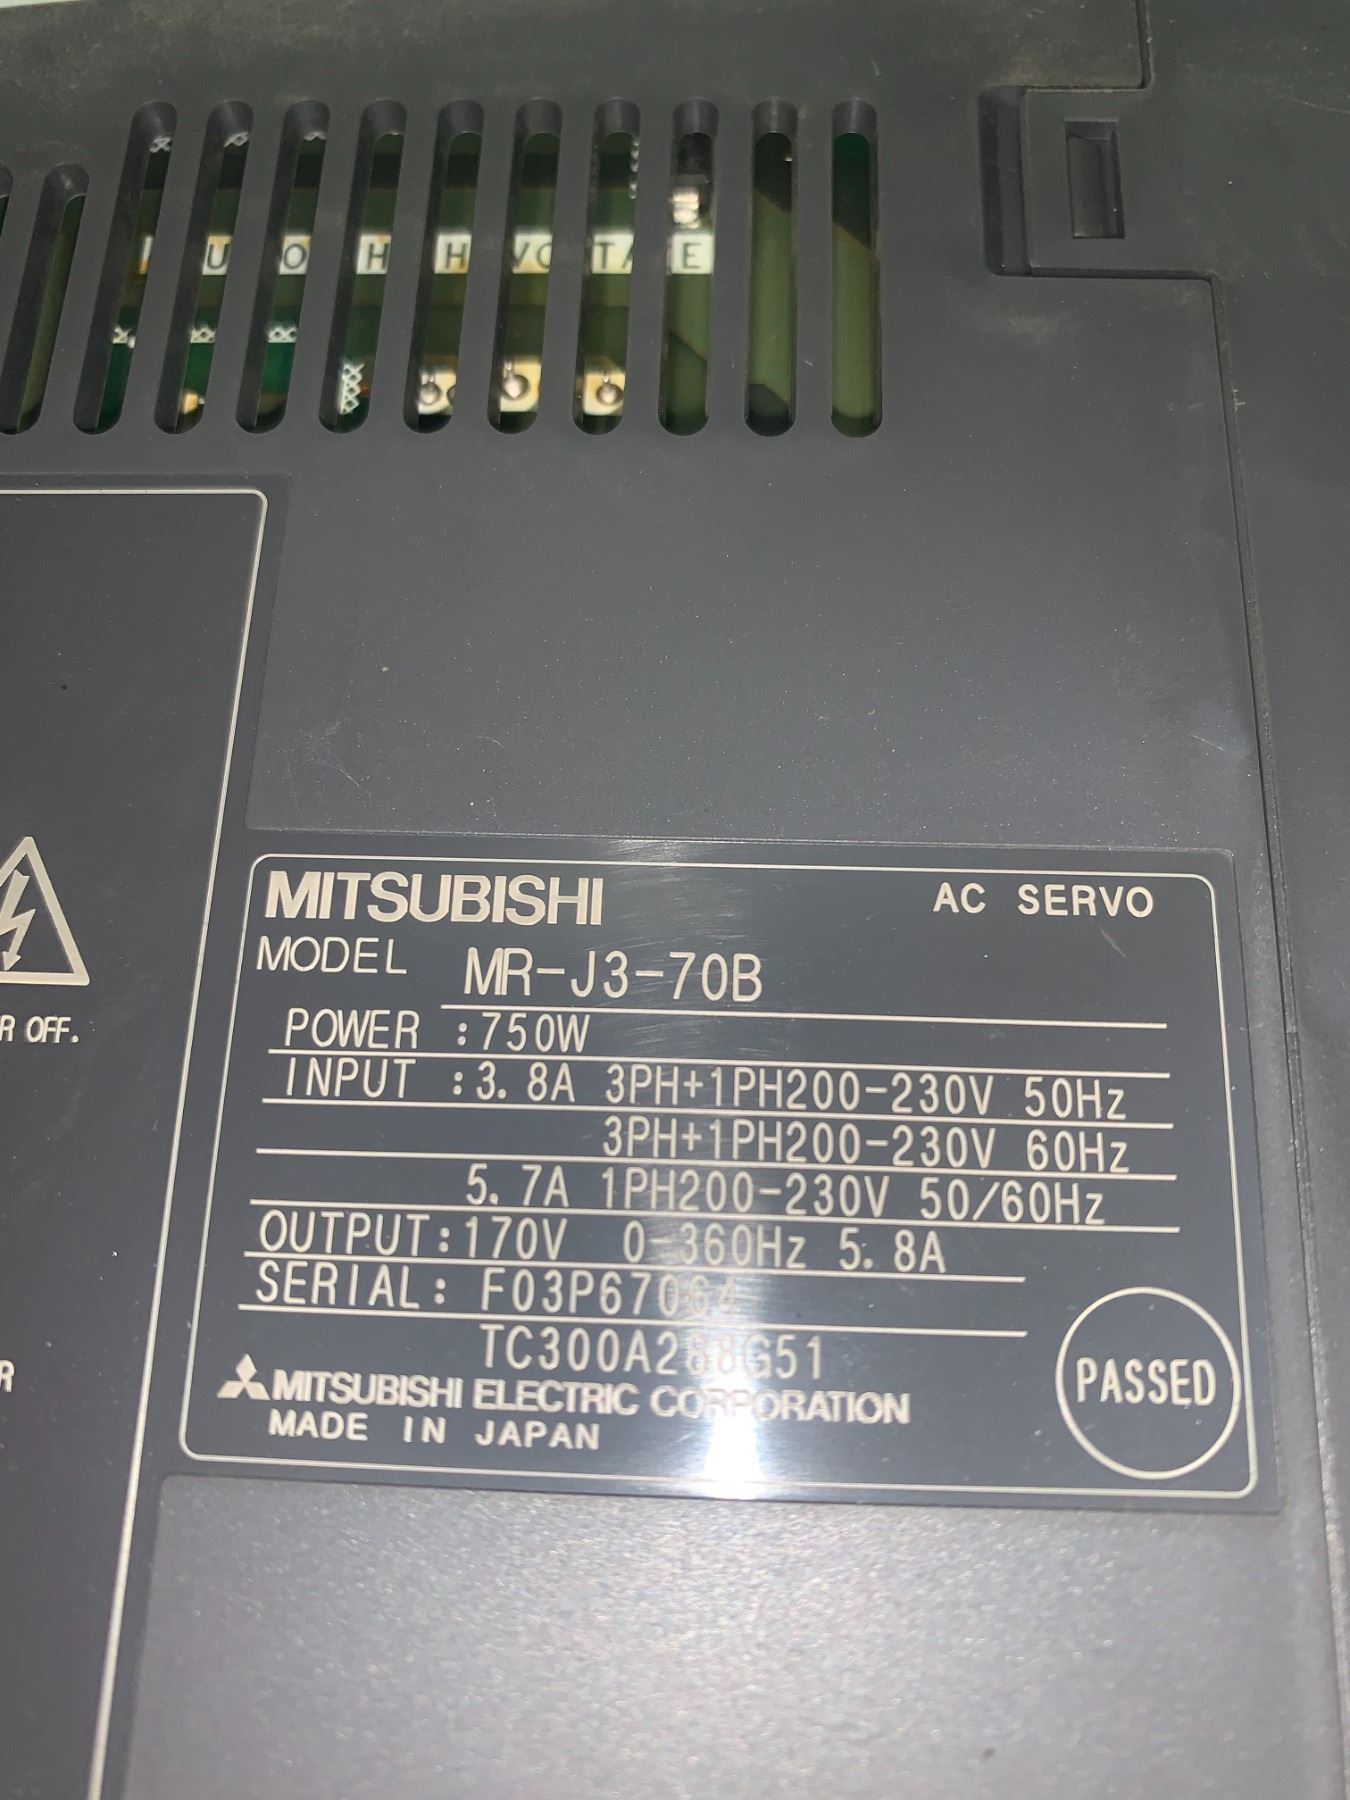 MITSUBISHI AC SERVO
MODEL MR-J3-70B
POWER :750W
INPUT :3.8A 3PH+1PH200-230V 50Hz
3PH+1PH200-230V 60Hz
5.7A 1PH200-230V 50/60Hz
OUTPUT:170V 0-360Hz 5.8A
SERIAL: F03P67064
TC300A288G51
PASSED
MITSUBISHI ELECTRIC CORPORATION
MADE IN JAPAN
R OFF.
R